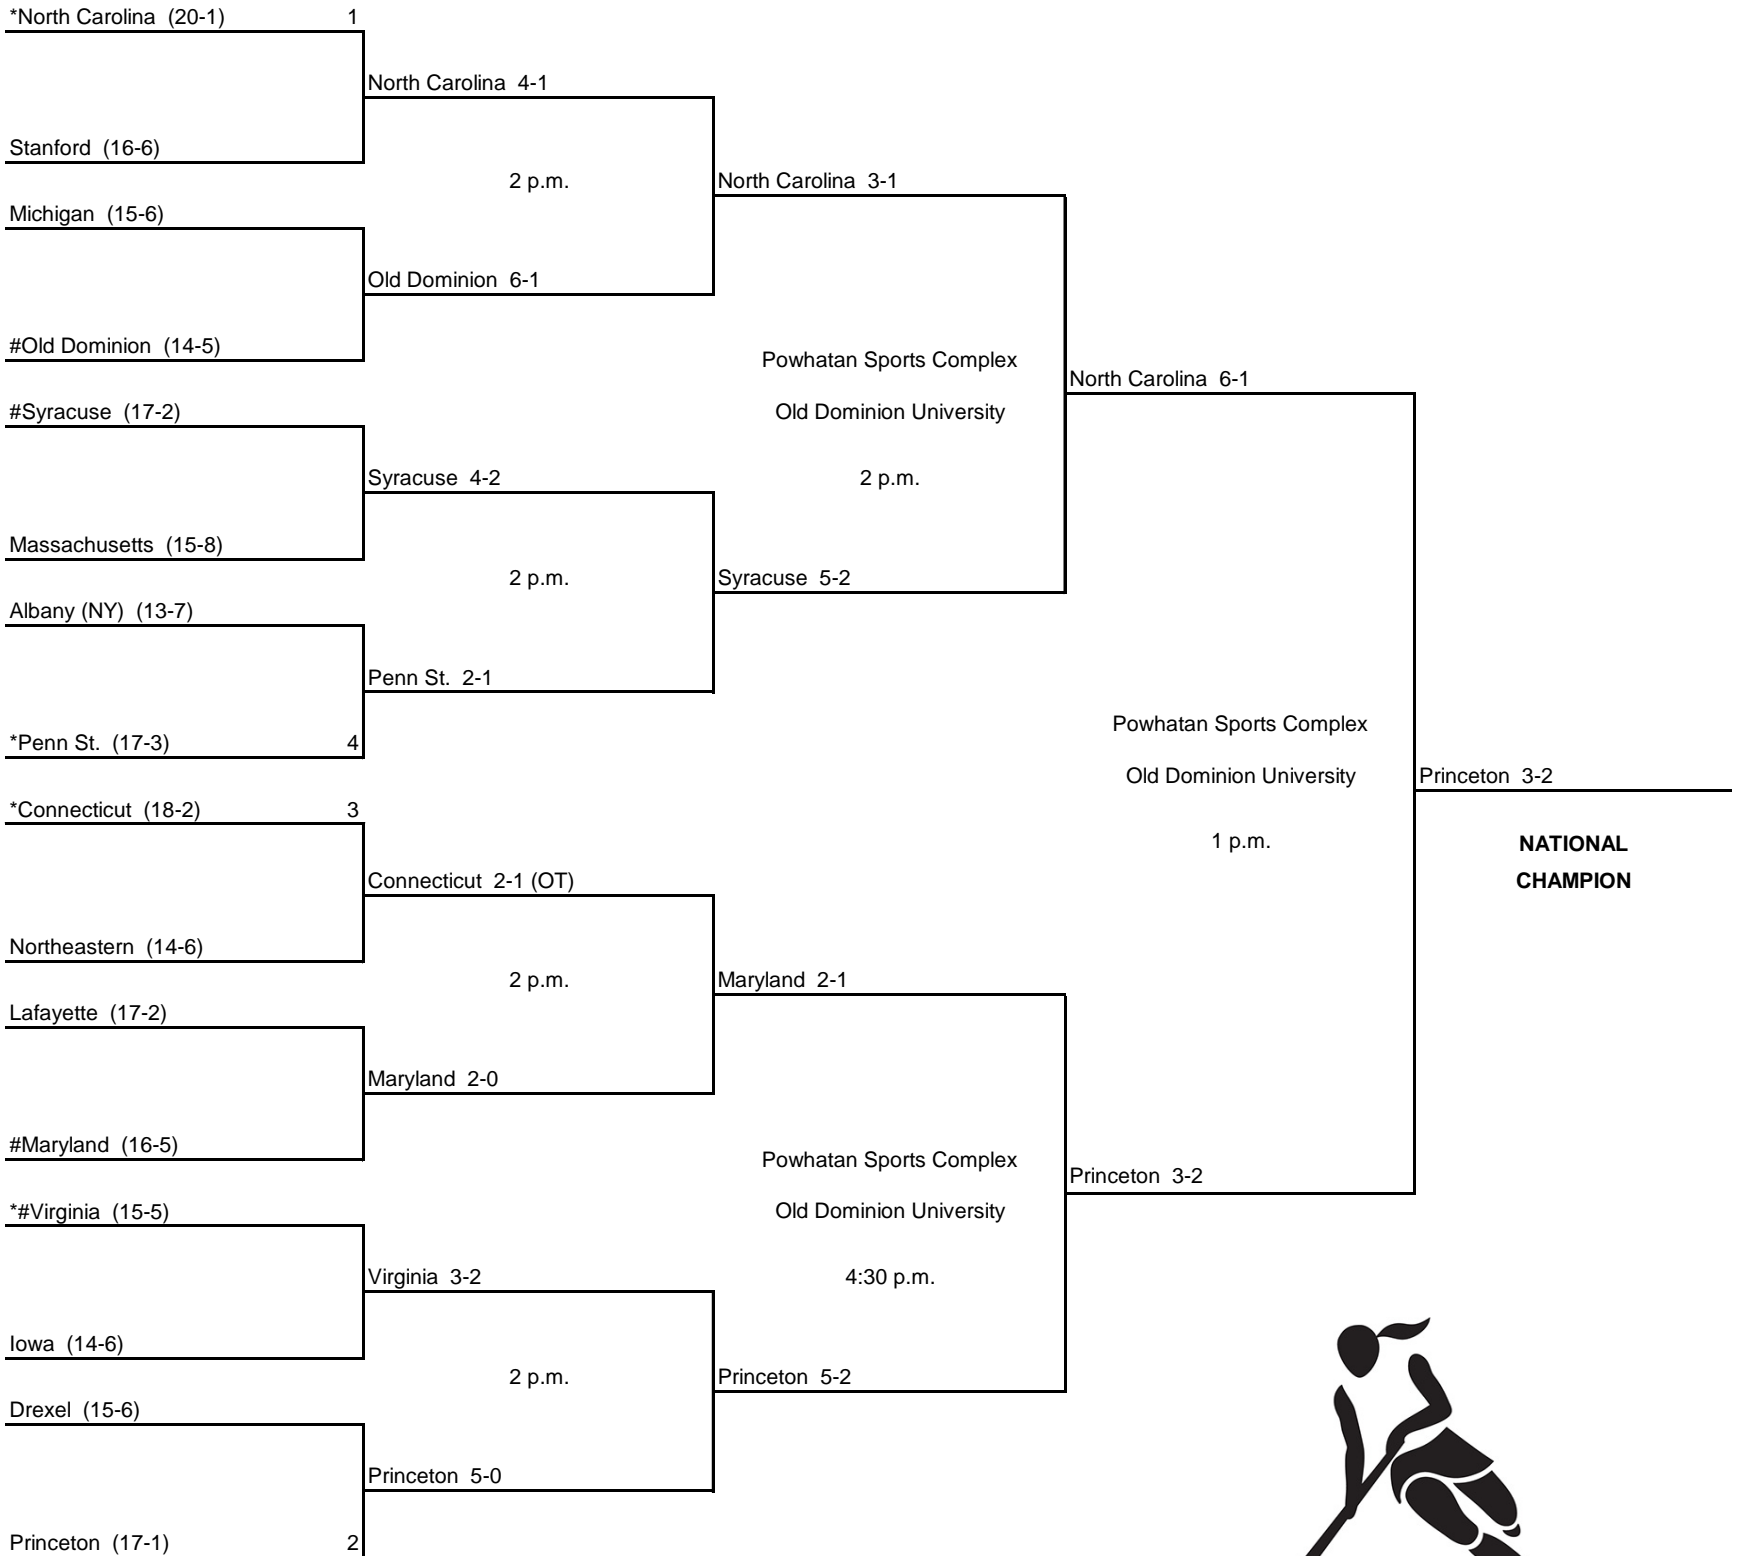 *North Carolina (20-1) 1
North Carolina 4-1
Stanford (16-6)
2 p.m.
North Carolina 3-1
Michigan (15-6)
Old Dominion 6-1
#Old Dominion (14-5)
Powhatan Sports Complex
North Carolina 6-1
#Syracuse (17-2)
Old Dominion University
Syracuse 4-2
2 p.m.
Massachusetts (15-8)
2 p.m.
Syracuse 5-2
Albany (NY) (13-7)
Penn St. 2-1
*Penn St. (17-3) 4
Powhatan Sports Complex
Old Dominion University
Princeton 3-2
*Connecticut (18-2) 3
1 p.m.
NATIONAL
CHAMPION
Connecticut 2-1 (OT)
Northeastern (14-6)
2 p.m.
Maryland 2-1
Lafayette (17-2)
Maryland 2-0
#Maryland (16-5)
Powhatan Sports Complex
Princeton 3-2
*#Virginia (15-5)
Old Dominion University
Virginia 3-2
4:30 p.m.
Iowa (14-6)
2 p.m.
Princeton 5-2
Drexel (15-6)
Princeton 5-0
Princeton (17-1) 2